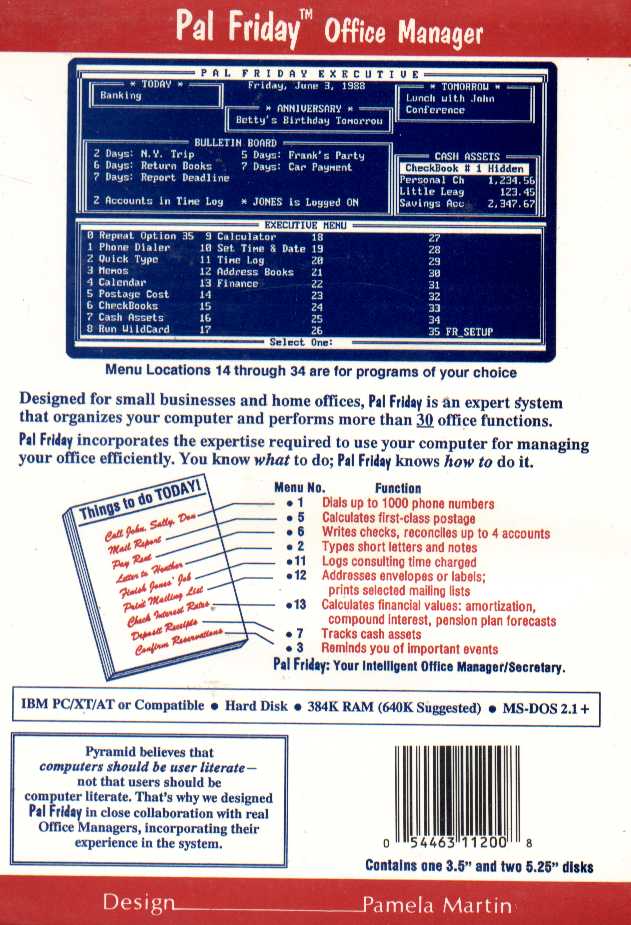 Pal Friday™ Office Manager
PAL FRIDAY EXECUTIVE
* TODAY *
Friday, June 3, 1988
* TOMORROW *
Banking
Lunch with John
Conference
* ANNIVERSARY *
Betty's Birthday Tomorrow
BULLETIN BOARD
2 Days: N.Y. Trip 5 Days: Frank's Party
6 Days: Return Books 7 Days: Car Payment
7 Days: Report Deadline
2 Accounts in Time Log * JONES is Logged ON
CASH ASSETS
CheckBook # 1 Hidden
Personal Ch 1,234.56
Little Leag 123.45
Savings Acc 2,347.67
EXECUTIVE MENU
0 Repeat Option 35 9 Calculator 18 27
1 Phone Dialer 10 Set Time & Date 19 28
2 Quick Type 11 Time Log 20 29
3 Memos 12 Address Books 21 30
4 Calendar 13 Finance 22 31
5 Postage Cost 14 23 32
6 CheckBooks 15 24 33
7 Cash Assets 16 25 34
8 Run WildCard 17 26 35 FR_SETUP
Select One:
Menu Locations 14 through 34 are for programs of your choice
Designed for small businesses and home offices, Pal Friday is an expert system
that organizes your computer and performs more than 30 office functions.
Pal Friday incorporates the expertise required to use your computer for managing
your office efficiently. You know what to do; Pal Friday knows how to do it.
Things to do TODAY!
Call John, Sally, Don
Mail Report
Pay Rent
Letter to Heather
Finish Jones' Job
Print Mailing List
Check Interest Rates
Deposit Receipts
Confirm Reservations
Menu No. Function
• 1 Dials up to 1000 phone numbers
• 5 Calculates first-class postage
• 6 Writes checks, reconciles up to 4 accounts
• 2 Types short letters and notes
• 11 Logs consulting time charged
• 12 Addresses envelopes or labels;
prints selected mailing lists
• 13 Calculates financial values: amortization,
compound interest, pension plan forecasts
• 7 Tracks cash assets
• 3 Reminds you of important events
Pal Friday: Your Intelligent Office Manager/Secretary.
IBM PC/XT/AT or Compatible • Hard Disk • 384K RAM (640K Suggested) • MS-DOS 2.1+
Pyramid believes that
computers should be user literate—
not that users should be
computer literate. That's why we designed
Pal Friday in close collaboration with real
Office Managers, incorporating their
experience in the system.
0 54463 11200 8
Contains one 3.5" and two 5.25" disks
Design Pamela Martin